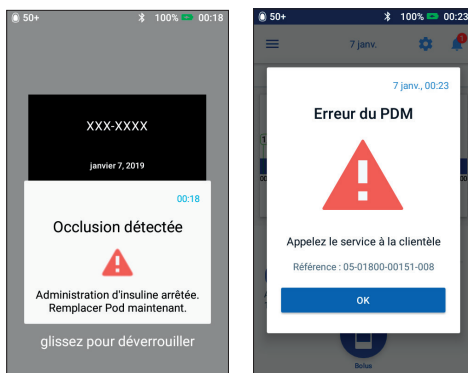 50+ 100% 00:18
XXX-XXXX
janvier 7, 2019
00:18
Occlusion détectée
Administration d'insuline arrêtée.
Remplacer Pod maintenant.
glissez pour déverrouiller
50+ 100% 00:23
7 janv.
1
7 janv., 00:23
Erreur du PDM
Appelez le service à la clientèle
Référence : 05-01800-00151-008
OK
Bolus